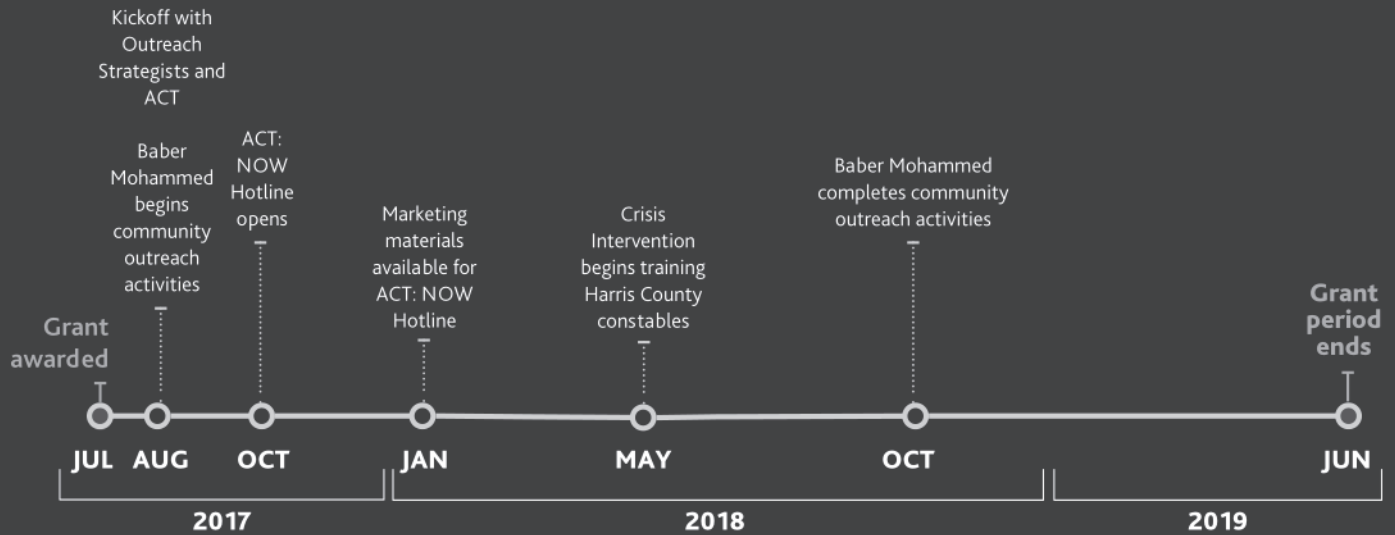 Kickoff with
Outreach
Strategists and
ACT
Baber
Mohammed
begins
community
outreach
activities
ACT:
NOW
Hotline
opens
Marketing
materials
available for
ACT: NOW
Hotline
Crisis
Intervention
begins training
Harris County
constables
Baber Mohammed
completes community
outreach activities
Grant
awarded
Grant
period
ends
JUL AUG OCT JAN MAY OCT JUN
2017 2018 2019